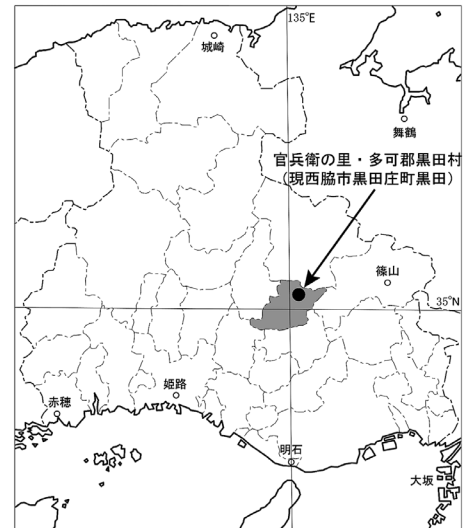 135°E
城崎
舞鶴
官兵衛の里・多可郡黒田村
（現西脇市黒田庄町黒田）
篠山
35°N
姫路
赤穂
明石
大坂